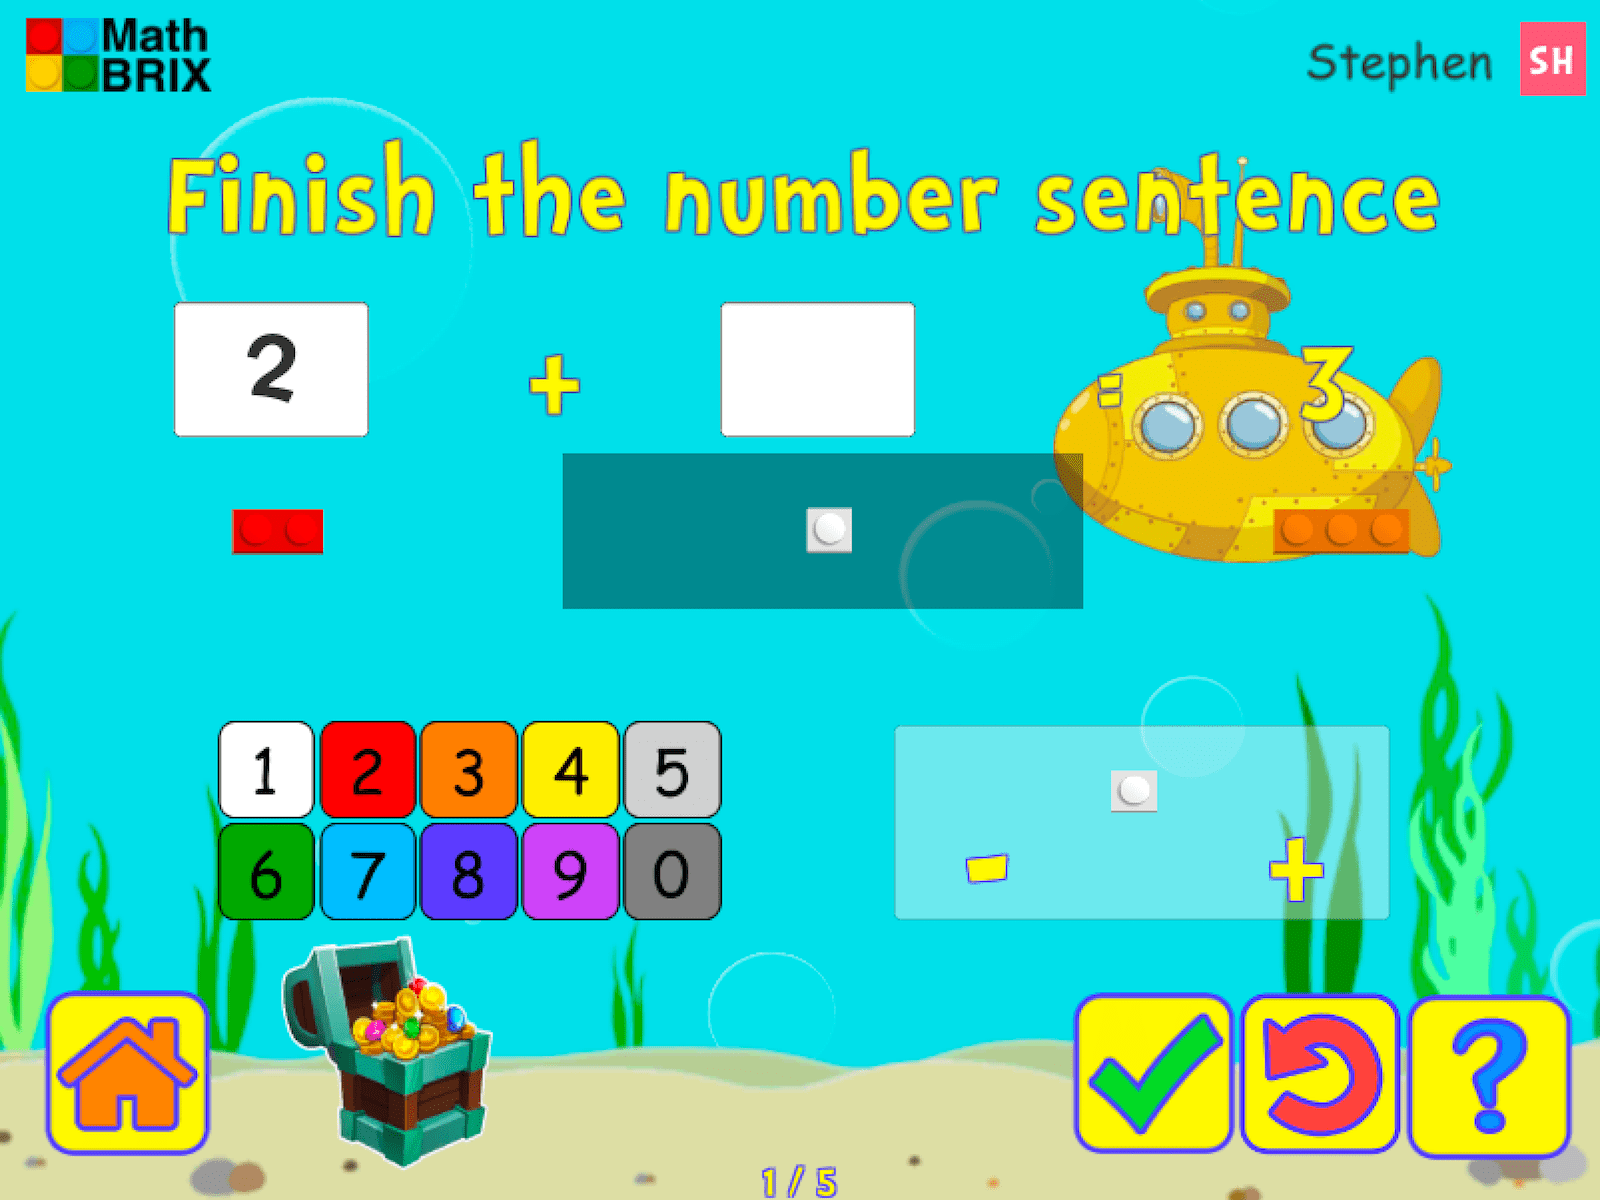 Math
BRIX
Stephen
SH
Finish the number sentence
2 + = 3
1 2 3 4 5
6 7 8 9 0
- +
?
1 / 5